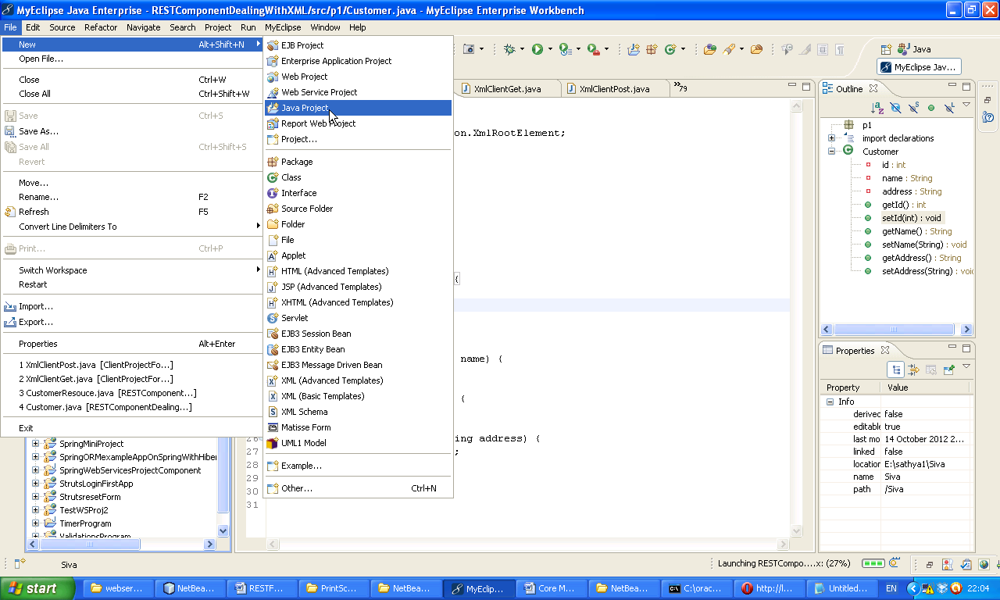 MyEclipse Java Enterprise - RESTComponentDealingWithXML/src/p1/Customer.java - MyEclipse Enterprise Workbench
File Edit Source Refactor Navigate Search Project Run MyEclipse Window Help
New Alt+Shift+N
Open File...
Close Ctrl+W
Close All Ctrl+Shift+W
Save Ctrl+S
Save As...
Save All Ctrl+Shift+S
Revert
Move...
Rename... F2
Refresh F5
Convert Line Delimiters To
Print... Ctrl+P
Switch Workspace
Restart
Import...
Export...
Properties Alt+Enter
1 XmlClientPost.java [ClientProjectFo...]
2 XmlClientGet.java [ClientProjectFor...]
3 CustomerResouce.java [RESTComponent...]
4 Customer.java [RESTComponentDealing...]
Exit
EJB Project
Enterprise Application Project
Web Project
Web Service Project
Java Project
Report Web Project
Project...
Package
Class
Interface
Source Folder
Folder
File
Applet
HTML (Advanced Templates)
JSP (Advanced Templates)
XHTML (Advanced Templates)
Servlet
EJB3 Session Bean
EJB3 Entity Bean
EJB3 Message Driven Bean
XML (Advanced Templates)
XML (Basic Templates)
XML Schema
Matisse Form
UML1 Model
Example...
Other... Ctrl+N
Java
MyEclipse Jav...
XmlClientGet.java XmlClientPost.java »79
on.XmlRootElement;
{
name) {
{
ing address) {
;
26
27
28
29
30
31
Outline
p1
import declarations
Customer
id : int
name : String
address : String
getId() : int
setId(int) : void
getName() : String
setName(String) : void
getAddress() : String
setAddress(String) : voi
Properties
Property Value
Info
derived false
editable true
last mo 14 October 2012 2...
linked false
location E:\sathya1\Siva
name Siva
path /Siva
SpringMiniProject
SpringORMexampleAppOnSpringWithHiber
SpringWebServicesProjectComponent
StrutsLoginFirstApp
StrutsresetForm
TestWSProj2
TimerProgram
ValidationsProgram
Siva
Launching RESTCompo....x: (27%)
start webser... NetBea... RESTF... PrintSc... NetBea... MyEclip... Core M... NetBea... C:\orac... http://l... Untitled... EN 22:04